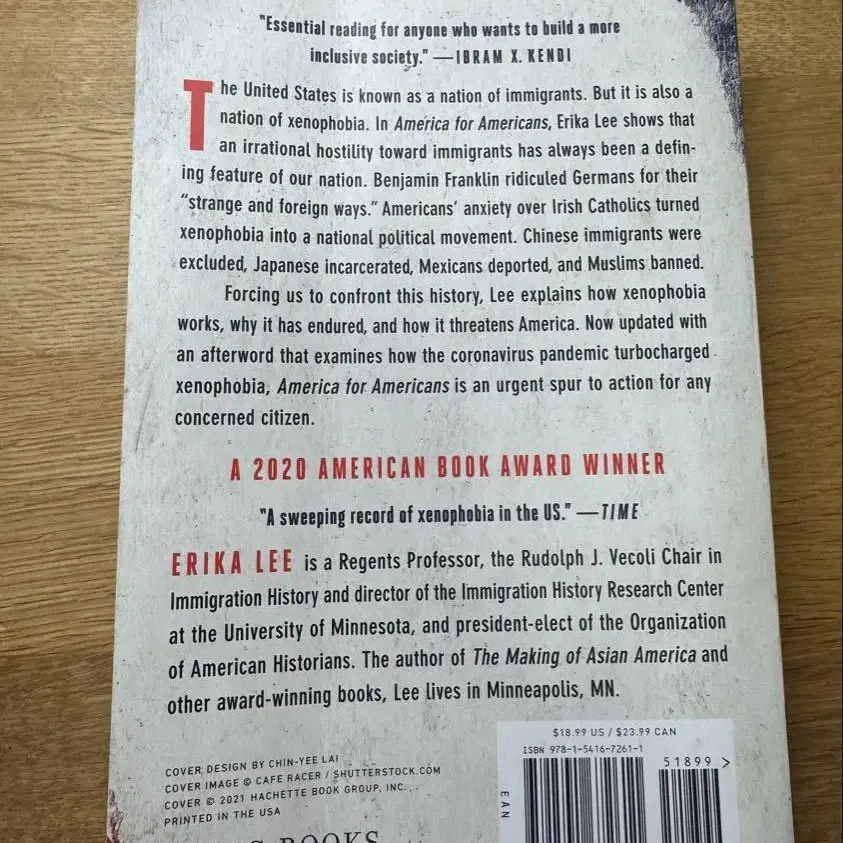 "Essential reading for anyone who wants to build a more
inclusive society." —IBRAM X. KENDI
The United States is known as a nation of immigrants. But it is also a
nation of xenophobia. In America for Americans, Erika Lee shows that
an irrational hostility toward immigrants has always been a defin-
ing feature of our nation. Benjamin Franklin ridiculed Germans for their
"strange and foreign ways." Americans' anxiety over Irish Catholics turned
xenophobia into a national political movement. Chinese immigrants were
excluded, Japanese incarcerated, Mexicans deported, and Muslims banned.
Forcing us to confront this history, Lee explains how xenophobia
works, why it has endured, and how it threatens America. Now updated with
an afterword that examines how the coronavirus pandemic turbocharged
xenophobia, America for Americans is an urgent spur to action for any
concerned citizen.
A 2020 AMERICAN BOOK AWARD WINNER
"A sweeping record of xenophobia in the US." —TIME
ERIKA LEE is a Regents Professor, the Rudolph J. Vecoli Chair in
Immigration History and director of the Immigration History Research Center
at the University of Minnesota, and president-elect of the Organization
of American Historians. The author of The Making of Asian America and
other award-winning books, Lee lives in Minneapolis, MN.
COVER DESIGN BY CHIN-YEE LAI
COVER IMAGE © CAFE RACER / SHUTTERSTOCK.COM
COVER © 2021 HACHETTE BOOK GROUP, INC.
PRINTED IN THE USA
BOOKS
$18.99 US / $23.99 CAN
ISBN 978-1-5416-7261-1
51899 >
EAN